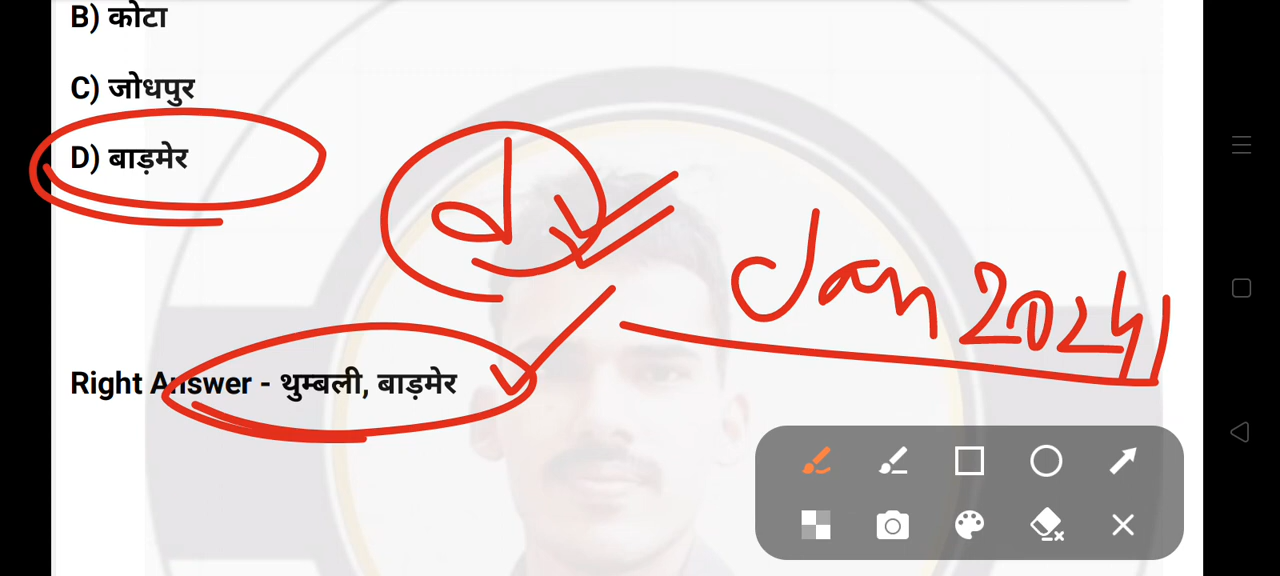 B) कोटा
C) जोधपुर
D) बाड़मेर
d
Jan 2024
Right Answer - थुम्बली, बाड़मेर